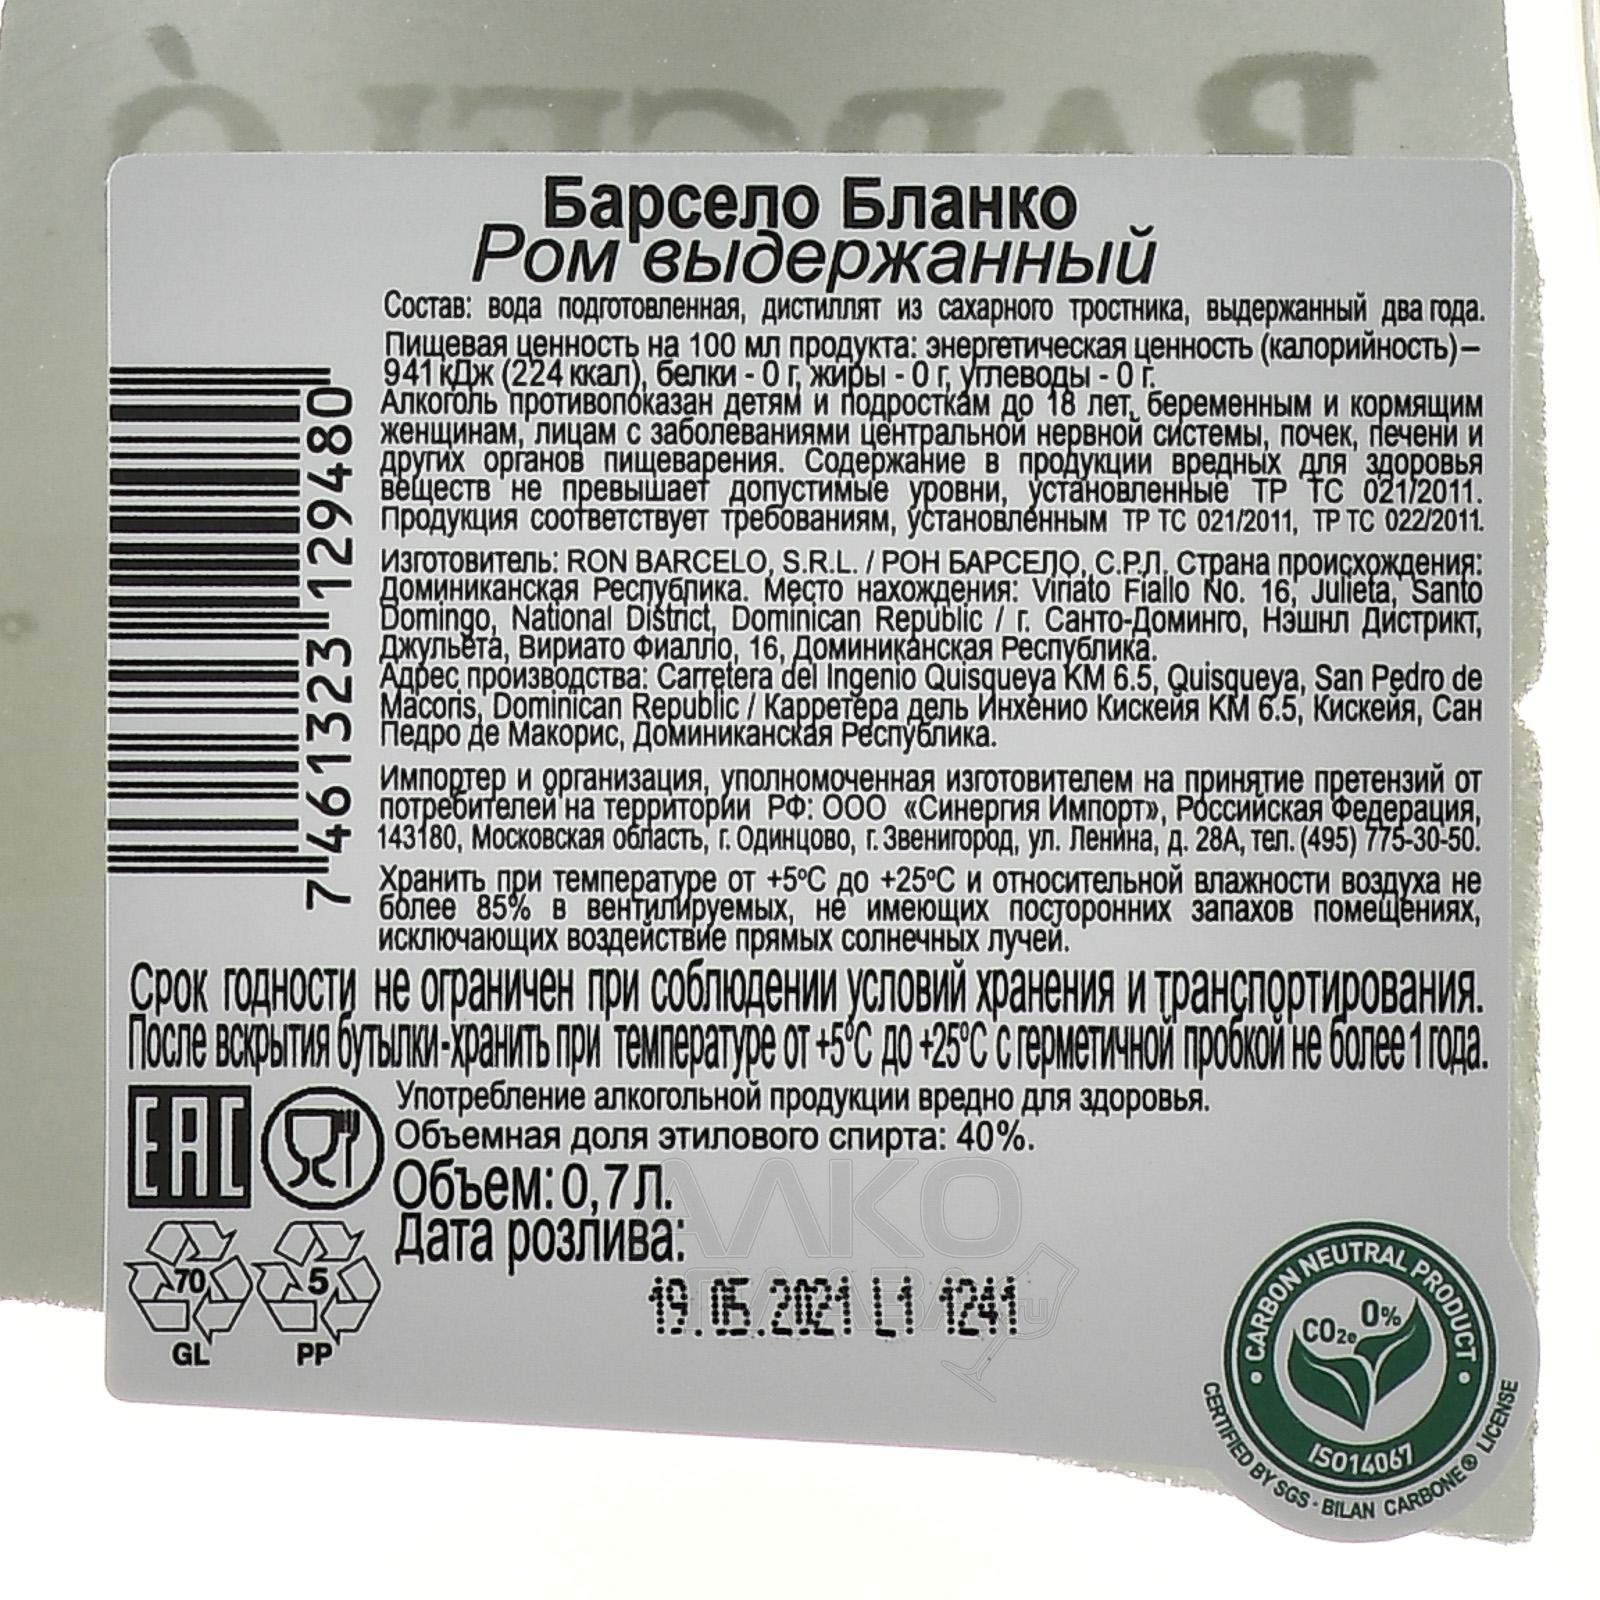 Барсело Бланко
Ром выдержанный
Состав: вода подготовленная, дистиллят из сахарного тростника, выдержанный два года.
Пищевая ценность на 100 мл продукта: энергетическая ценность (калорийность) –
941 кДж (224 ккал), белки - 0 г, жиры - 0 г, углеводы - 0 г.
Алкоголь противопоказан детям и подросткам до 18 лет, беременным и кормящим
женщинам, лицам с заболеваниями центральной нервной системы, почек, печени и
других органов пищеварения. Содержание в продукции вредных для здоровья
веществ не превышает допустимые уровни, установленные ТР ТС 021/2011.
Продукция соответствует требованиям, установленным ТР ТС 021/2011, ТР ТС 022/2011.
Изготовитель: RON BARCELO, S.R.L. / РОН БАРСЕЛО, С.Р.Л. Страна происхождения:
Доминиканская Республика. Место нахождения: Viriato Fiallo No. 16, Julieta, Santo
Domingo, National District, Dominican Republic / г. Санто-Доминго, Нэшнл Дистрикт,
Джульета, Вириато Фиалло, 16, Доминиканская Республика.
Адрес производства: Carretera del Ingenio Quisqueya KM 6.5, Quisqueya, San Pedro de
Macoris, Dominican Republic / Карретера дель Инхенио Кискейя КМ 6.5, Кискейя, Сан
Педро де Макорис, Доминиканская Республика.
Импортер и организация, уполномоченная изготовителем на принятие претензий от
потребителей на территории РФ: ООО «Синергия Импорт», Российская Федерация,
143180, Московская область, г. Одинцово, г. Звенигород, ул. Ленина, д. 28А, тел. (495) 775-30-50.
Хранить при температуре от +5ºС до +25ºС и относительной влажности воздуха не
более 85% в вентилируемых, не имеющих посторонних запахов помещениях,
исключающих воздействие прямых солнечных лучей.
Срок годности не ограничен при соблюдении условий хранения и транспортирования.
После вскрытия бутылки-хранить при температуре от +5ºС до +25ºС с герметичной пробкой не более 1 года.
Употребление алкогольной продукции вредно для здоровья.
Объемная доля этилового спирта: 40%.
Объем: 0,7 Л.
Дата розлива:
19.05.2021 L1 1241
7 461323 129480
EAC
70
GL
5
PP
АЛКО
ПЛАЗА.ru
CARBON NEUTRAL PRODUCT
CO2e 0%
ISO14067
CERTIFIED BY SGS - BILAN CARBONE® LICENSE